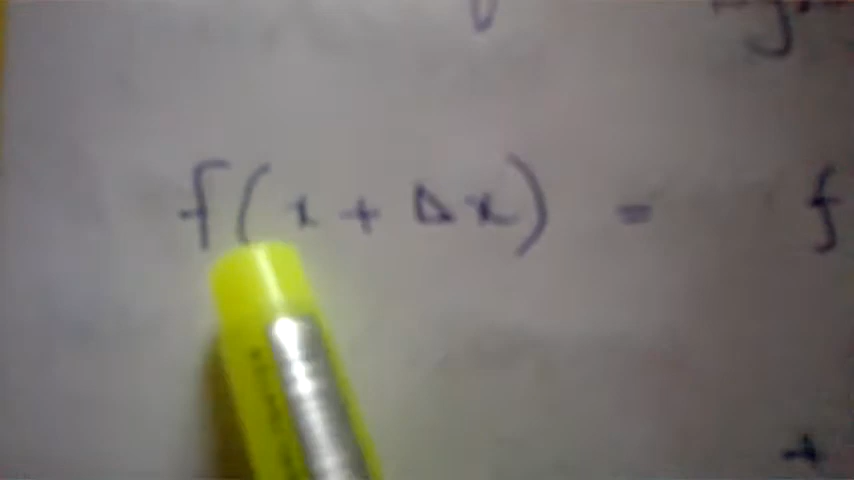 f(x + Δx) = f
+